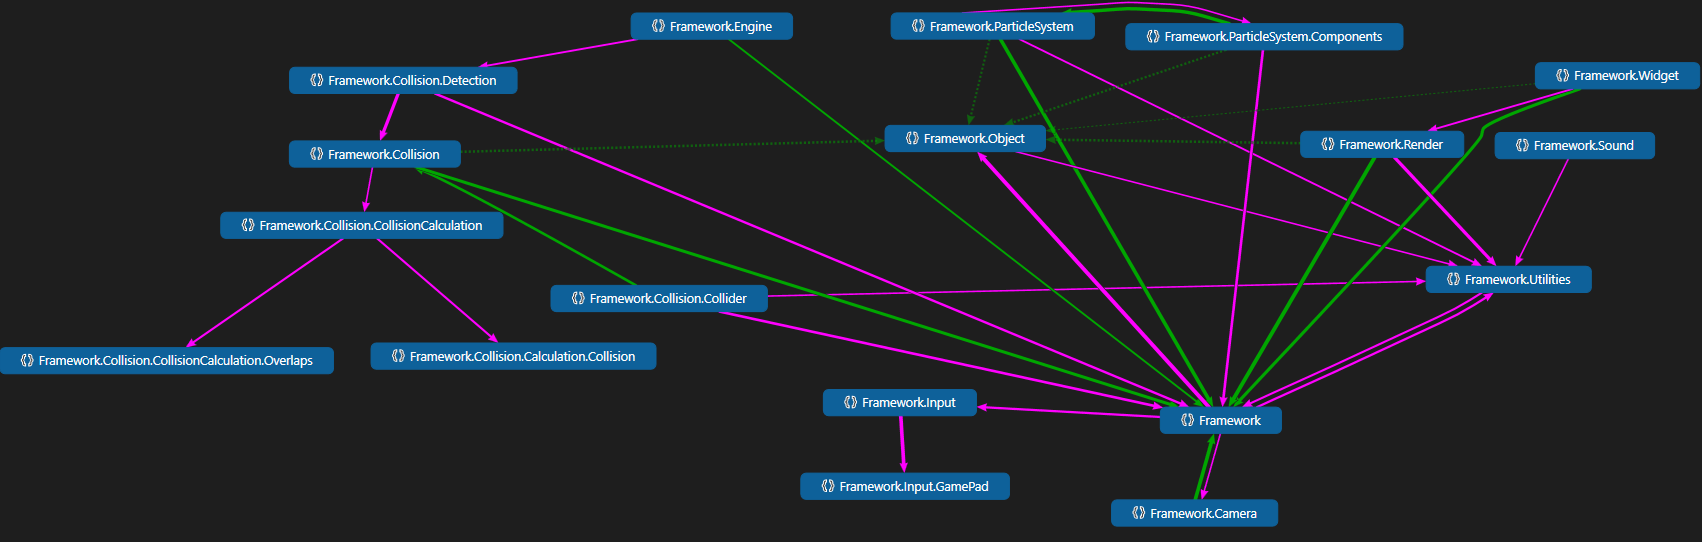 Framework.Engine
Framework.ParticleSystem
Framework.ParticleSystem.Components
Framework.Collision.Detection
Framework.Widget
Framework.Object
Framework.Render
Framework.Sound
Framework.Collision
Framework.Collision.CollisionCalculation
Framework.Utilities
Framework.Collision.Collider
Framework.Collision.CollisionCalculation.Overlaps
Framework.Collision.Calculation.Collision
Framework.Input
Framework
Framework.Input.GamePad
Framework.Camera